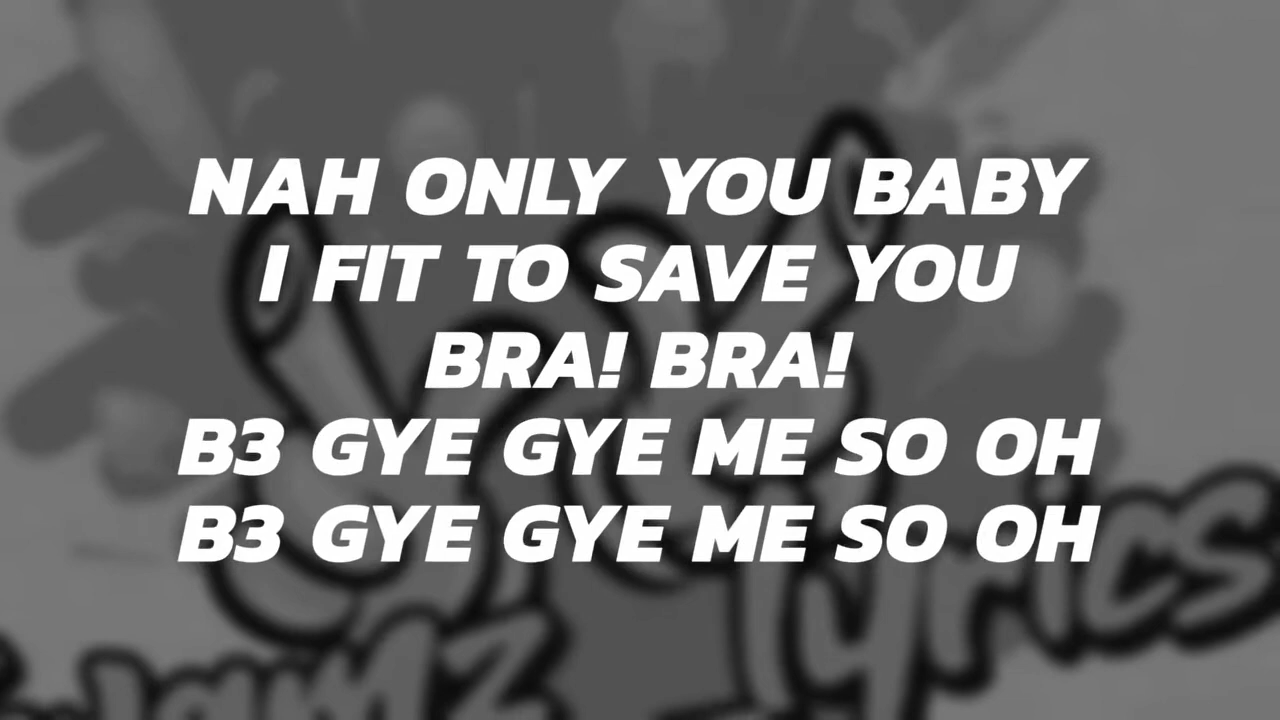 NAH ONLY YOU BABY
I FIT TO SAVE YOU
BRA! BRA!
B3 GYE GYE ME SO OH
B3 GYE GYE ME SO OH
lyrics